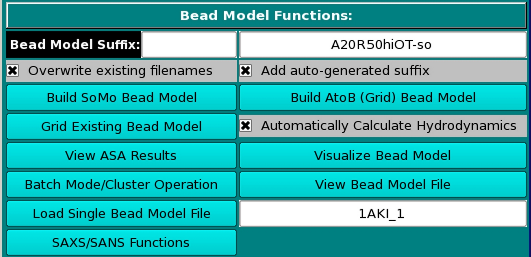 Bead Model Functions:
Bead Model Suffix: A20R50hiOT-so
Overwrite existing filenames Add auto-generated suffix
Build SoMo Bead Model Build AtoB (Grid) Bead Model
Grid Existing Bead Model Automatically Calculate Hydrodynamics
View ASA Results Visualize Bead Model
Batch Mode/Cluster Operation View Bead Model File
Load Single Bead Model File 1AKI_1
SAXS/SANS Functions